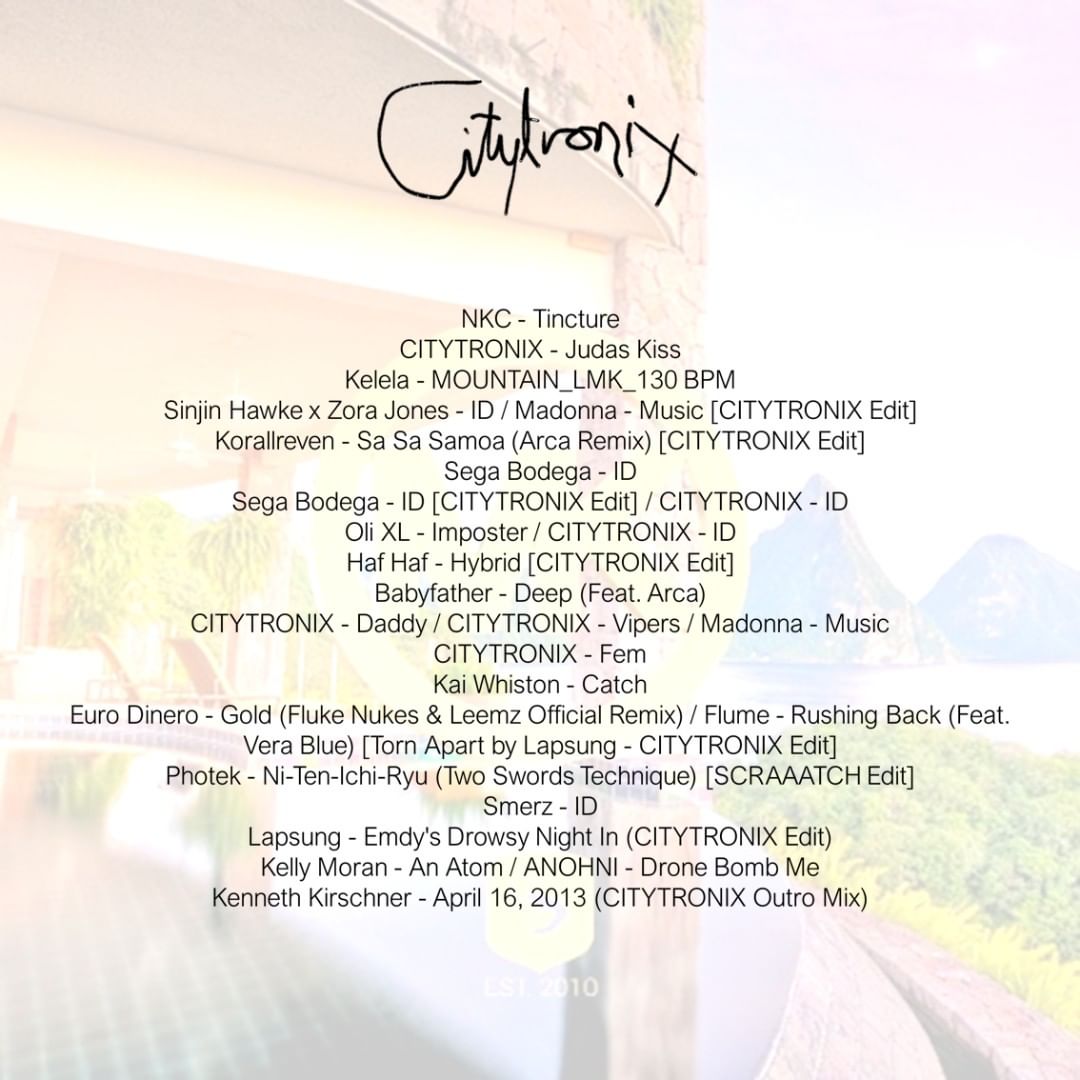 Citytronix
NKC - Tincture
CITYTRONIX - Judas Kiss
Kelela - MOUNTAIN_LMK_130 BPM
Sinjin Hawke x Zora Jones - ID / Madonna - Music [CITYTRONIX Edit]
Korallreven - Sa Sa Samoa (Arca Remix) [CITYTRONIX Edit]
Sega Bodega - ID
Sega Bodega - ID [CITYTRONIX Edit] / CITYTRONIX - ID
Oli XL - Imposter / CITYTRONIX - ID
Haf Haf - Hybrid [CITYTRONIX Edit]
Babyfather - Deep (Feat. Arca)
CITYTRONIX - Daddy / CITYTRONIX - Vipers / Madonna - Music
CITYTRONIX - Fem
Kai Whiston - Catch
Euro Dinero - Gold (Fluke Nukes & Leemz Official Remix) / Flume - Rushing Back (Feat.
Vera Blue) [Torn Apart by Lapsung - CITYTRONIX Edit]
Photek - Ni-Ten-Ichi-Ryu (Two Swords Technique) [SCRAAATCH Edit]
Smerz - ID
Lapsung - Emdy's Drowsy Night In (CITYTRONIX Edit)
Kelly Moran - An Atom / ANOHNI - Drone Bomb Me
Kenneth Kirschner - April 16, 2013 (CITYTRONIX Outro Mix)
EST. 2010